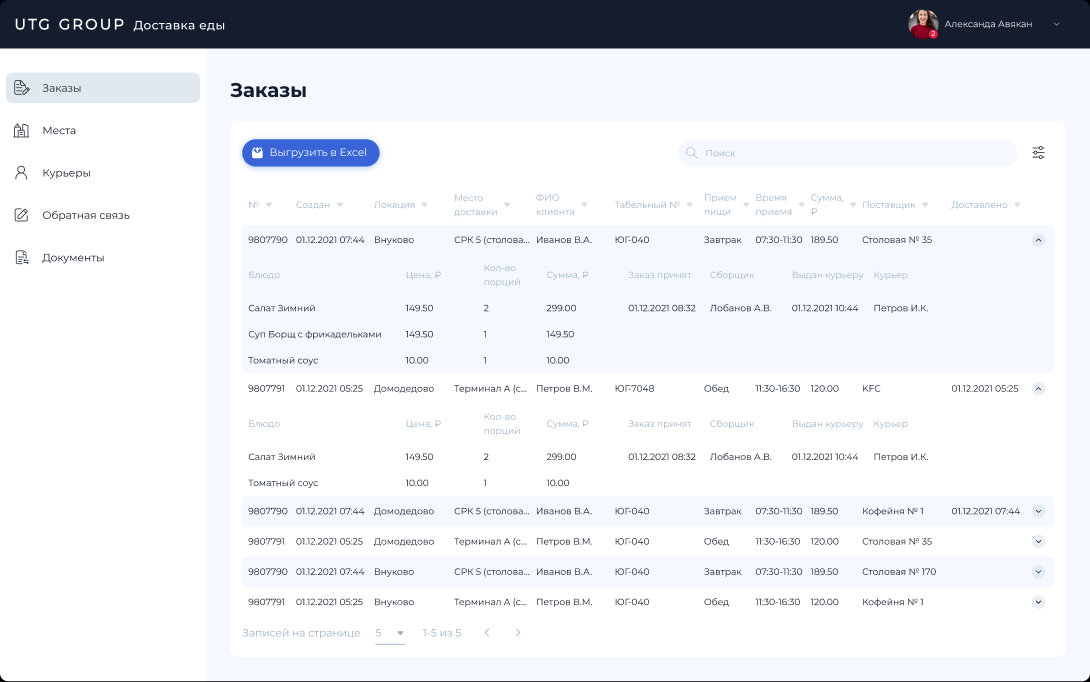 UTG GROUP Доставка еды
Александа Авякан
2
Заказы
Места
Курьеры
Обратная связь
Документы
Заказы
Выгрузить в Excel
Поиск
№ Создан Локация Место доставки ФИО клиента Табельный № Прием пищи Время приема Сумма, ₽ Поставщик Доставлено
9807790 01.12.2021 07:44 Внуково СРК 5 (столова... Иванов В.А. ЮГ-040 Завтрак 07:30-11:30 189.50 Столовая № 35
Блюдо Цена, ₽ Кол-во порций Сумма, ₽ Заказ принят Сборщик Выдан курьеру Курьер
Салат Зимний 149.50 2 299.00 01.12.2021 08:32 Лобанов А.В. 01.12.2021 10:44 Петров И.К.
Суп Борщ с фрикадельками 149.50 1 149.50
Томатный соус 10.00 1 10.00
9807791 01.12.2021 05:25 Домодедово Терминал А (с... Петров В.М. ЮГ-7048 Обед 11:30-16:30 120.00 KFC 01.12.2021 05:25
Блюдо Цена, ₽ Кол-во порций Сумма, ₽ Заказ принят Сборщик Выдан курьеру Курьер
Салат Зимний 149.50 2 299.00 01.12.2021 08:32 Лобанов А.В. 01.12.2021 10:44 Петров И.К.
Томатный соус 10.00 1 10.00
9807790 01.12.2021 07:44 Домодедово СРК 5 (столова... Иванов В.А. ЮГ-040 Завтрак 07:30-11:30 189.50 Кофейня № 1 01.12.2021 07:44
9807791 01.12.2021 05:25 Домодедово Терминал А (с... Петров В.М. ЮГ-040 Обед 11:30-16:30 120.00 Столовая № 35
9807790 01.12.2021 07:44 Внуково СРК 5 (столова... Иванов В.А. ЮГ-040 Завтрак 07:30-11:30 189.50 Столовая № 170
9807791 01.12.2021 05:25 Внуково Терминал А (с... Петров В.М. ЮГ-040 Обед 11:30-16:30 120.00 Кофейня № 1
Записей на странице 5 1-5 из 5